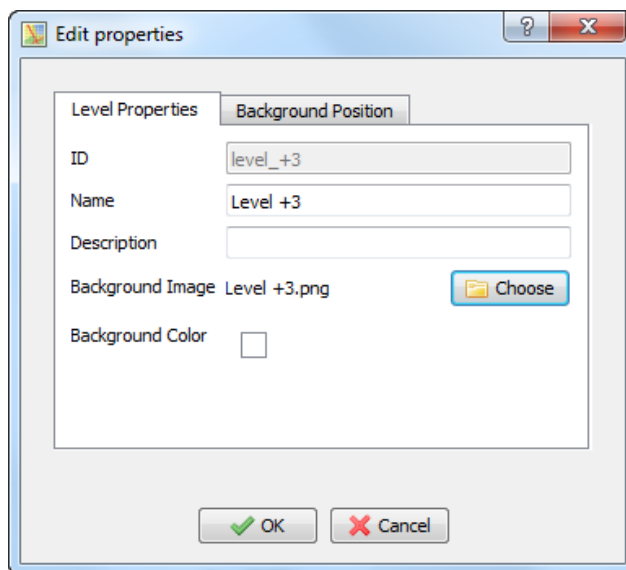 Edit properties
Level Properties Background Position
ID level_+3
Name Level +3
Description
Background Image Level +3.png Choose
Background Color
OK Cancel